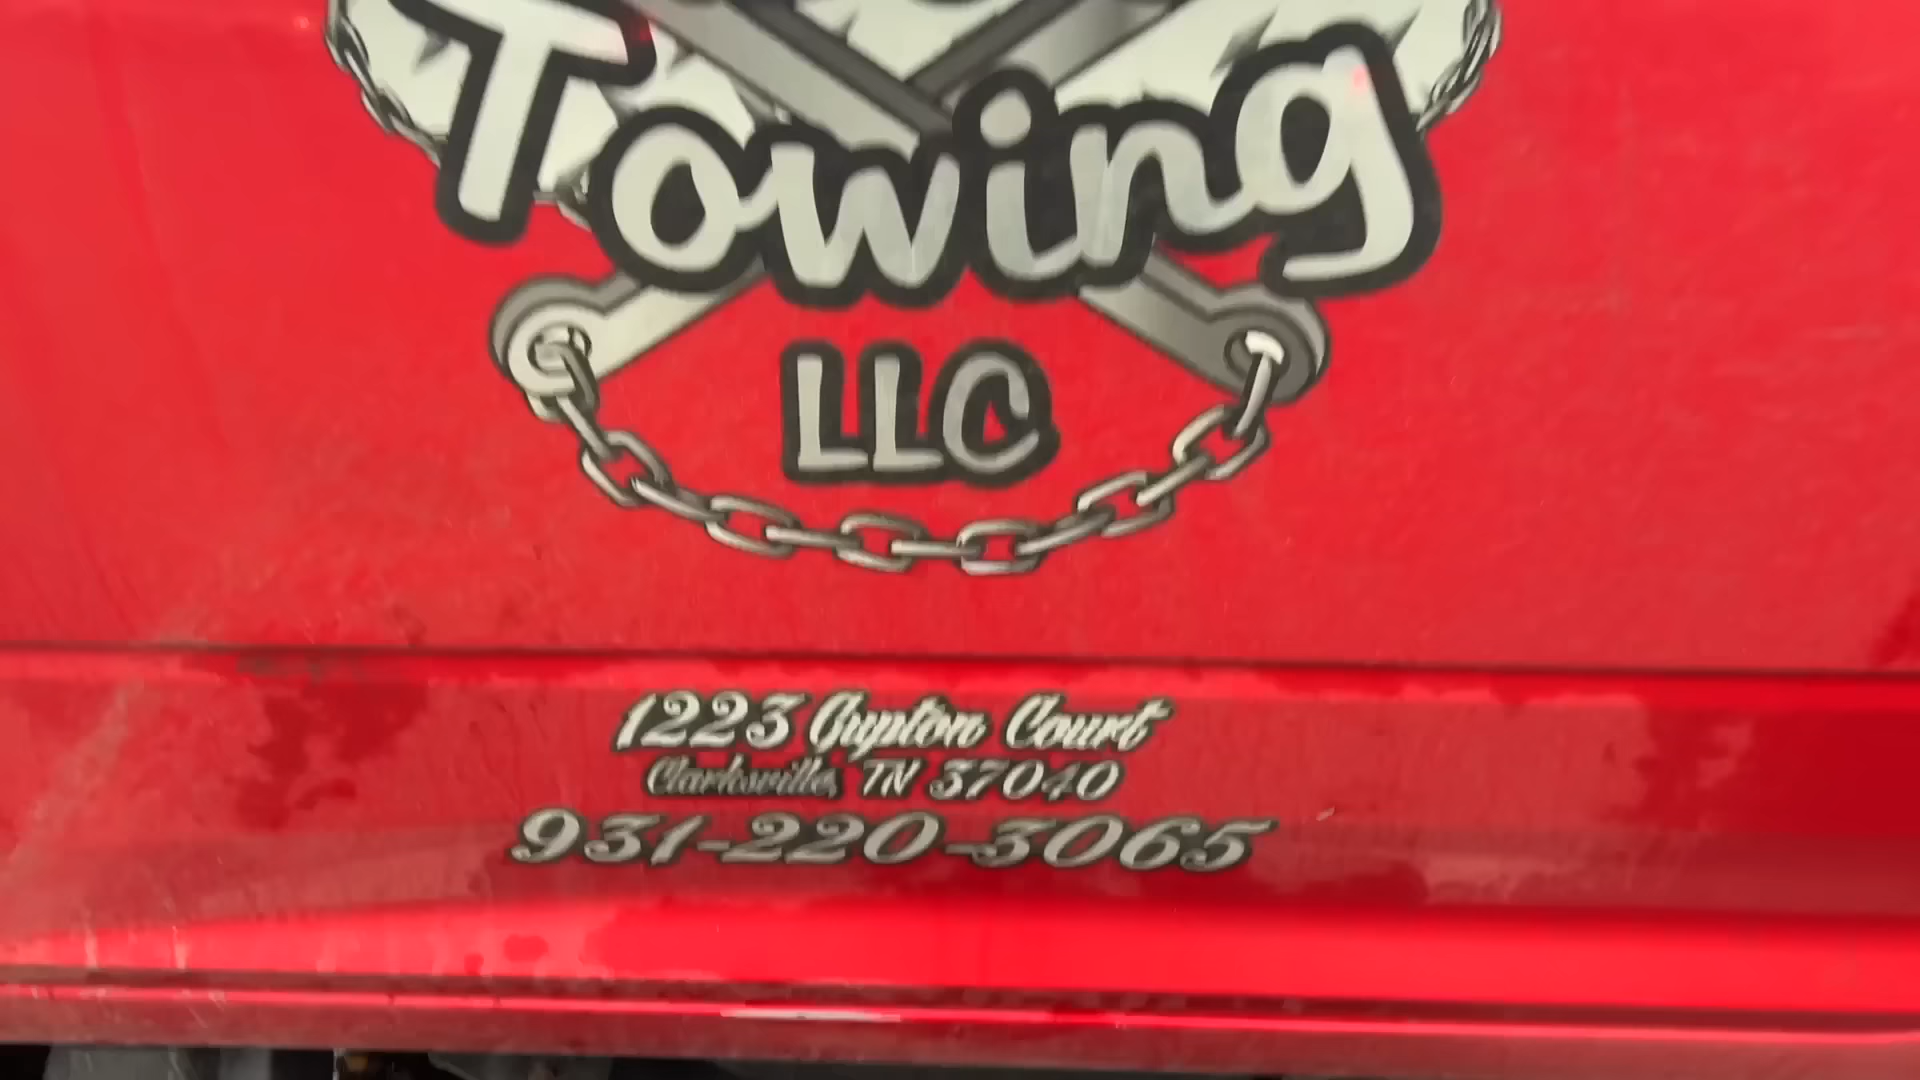 Towing
LLC
1223 Gupton Court
Clarksville, TN 37040
931-220-3065